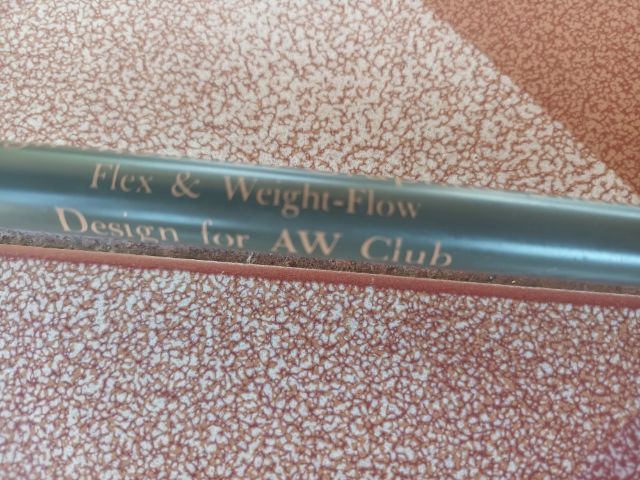 Flex & Weight-Flow
Design for AW Club